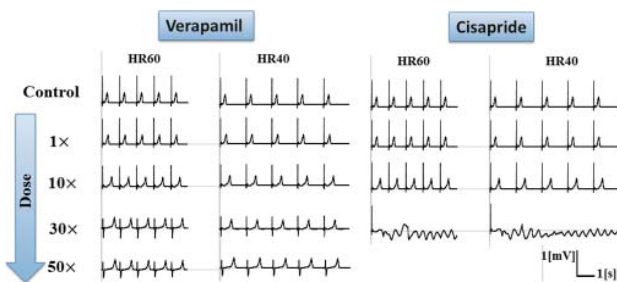 Verapamil
Cisapride
HR60
HR40
HR60
HR40
Control
1×
10×
30×
50×
Dose
1[mV]
1[s]